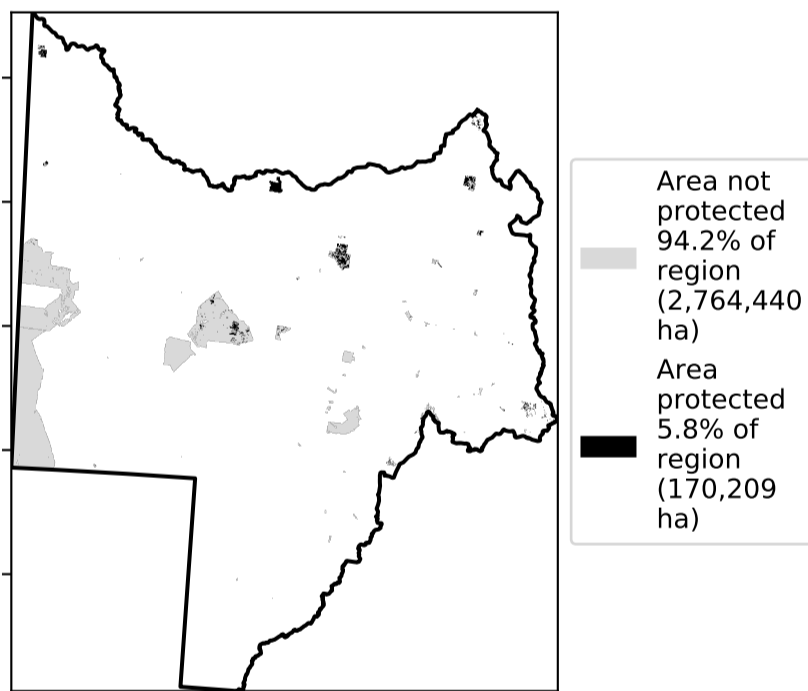 Area not
protected
94.2% of
region
(2,764,440
ha)
Area
protected
5.8% of
region
(170,209
ha)